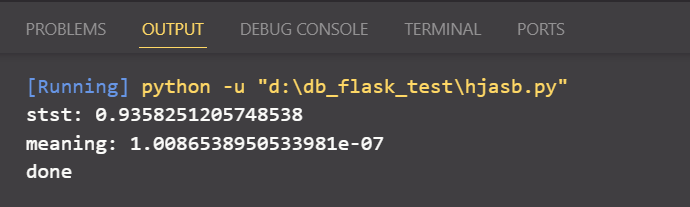 PROBLEMS OUTPUT DEBUG CONSOLE TERMINAL PORTS
[Running] python -u "d:\db_flask_test\hjasb.py"
stst: 0.9358251205748538
meaning: 1.0086538950533981e-07
done